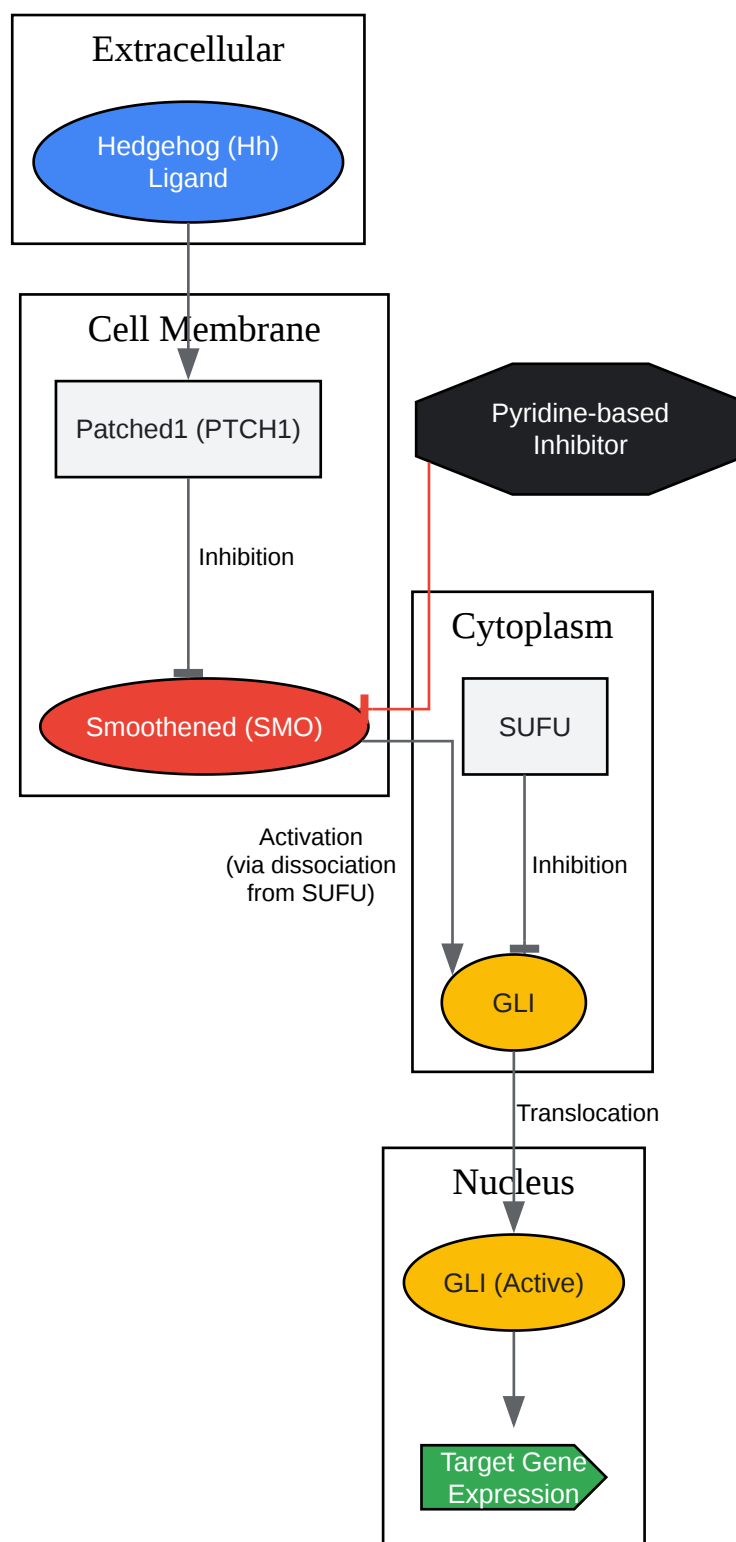 Extracellular
Hedgehog (Hh)
Ligand
Cell Membrane
Patched1 (PTCH1)
Pyridine-based
Inhibitor
Inhibition
Cytoplasm
Smoothened (SMO)
SUFU
Activation
(via dissociation
from SUFU)
Inhibition
GLI
Translocation
Nucleus
GLI (Active)
Target Gene
Expression